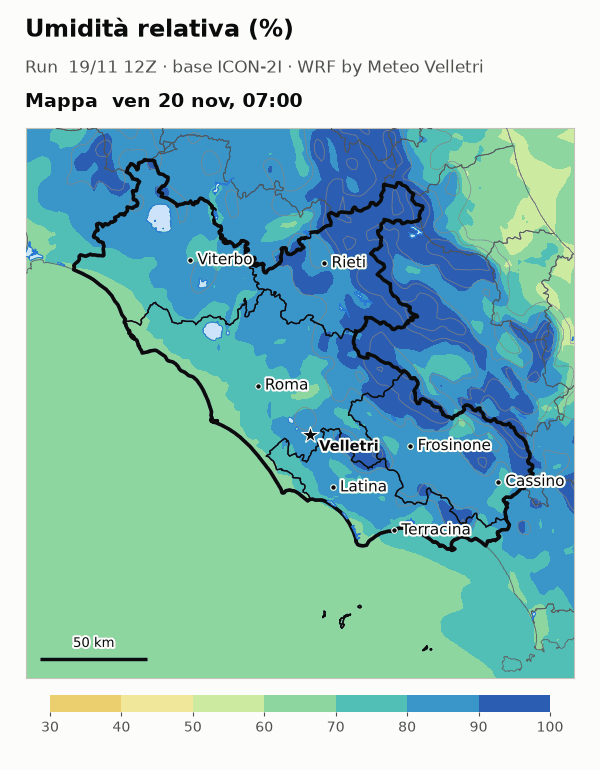 Umidità relativa (%)
Run  19/11 12Z · base ICON-2I · WRF by Meteo Velletri
Mappa  ven 20 nov, 07:00
Viterbo
Rieti
Roma
Velletri
Frosinone
Latina
Cassino
Terracina
50 km
30 40 50 60 70 80 90 100